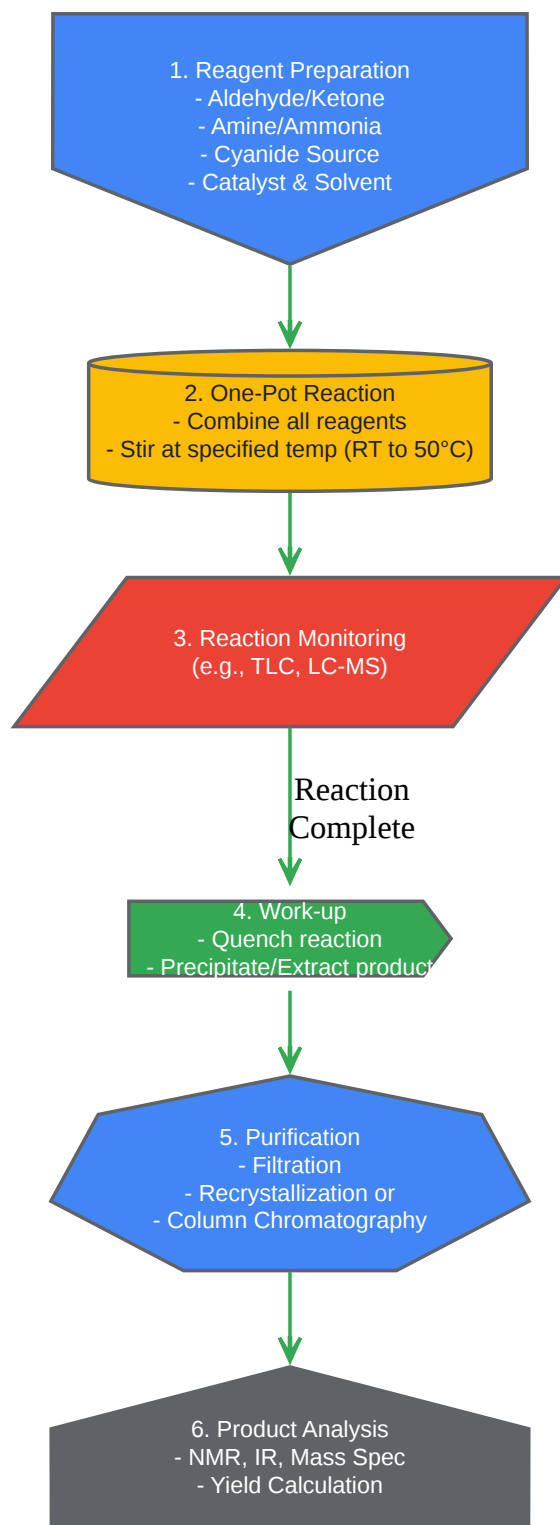 1. Reagent Preparation
- Aldehyde/Ketone
- Amine/Ammonia
- Cyanide Source
- Catalyst & Solvent
2. One-Pot Reaction
- Combine all reagents
- Stir at specified temp (RT to 50°C)
3. Reaction Monitoring
(e.g., TLC, LC-MS)
Reaction
Complete
4. Work-up
- Quench reaction
- Precipitate/Extract product
5. Purification
- Filtration
- Recrystallization or
- Column Chromatography
6. Product Analysis
- NMR, IR, Mass Spec
- Yield Calculation